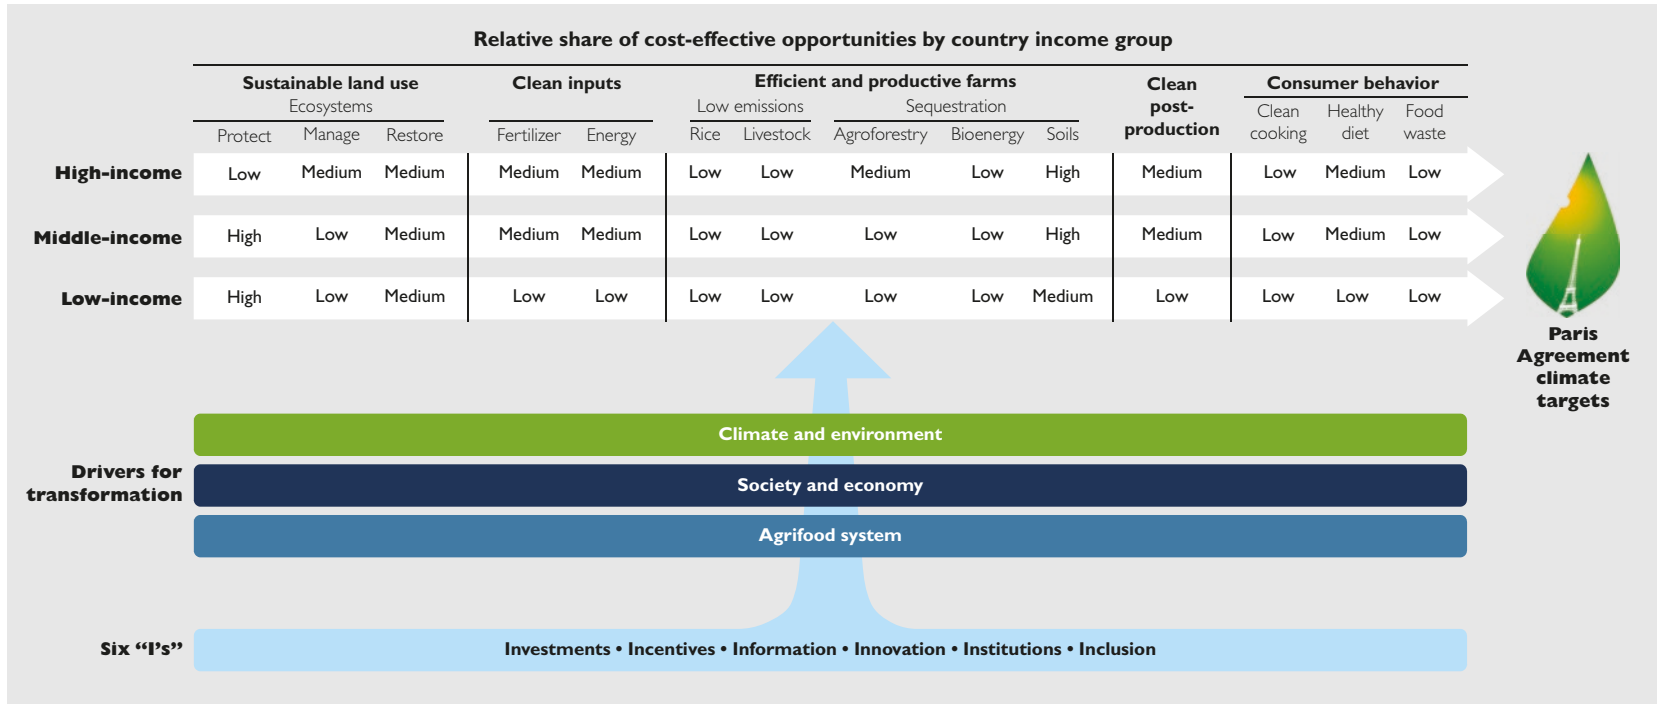 Relative share of cost-effective opportunities by country income group
Sustainable land use Clean inputs Efficient and productive farms Clean post-production Consumer behavior
Ecosystems Low emissions Sequestration
Protect Manage Restore Fertilizer Energy Rice Livestock Agroforestry Bioenergy Soils Clean cooking Healthy diet Food waste
High-income Low Medium Medium Medium Medium Low Low Medium Low High Medium Low Medium Low
Middle-income High Low Medium Medium Medium Low Low Low Low High Medium Low Medium Low
Low-income High Low Medium Low Low Low Low Low Low Medium Low Low Low Low
Paris
Agreement
climate
targets
Climate and environment
Drivers for
transformation
Society and economy
Agrifood system
Six “I’s” Investments • Incentives • Information • Innovation • Institutions • Inclusion